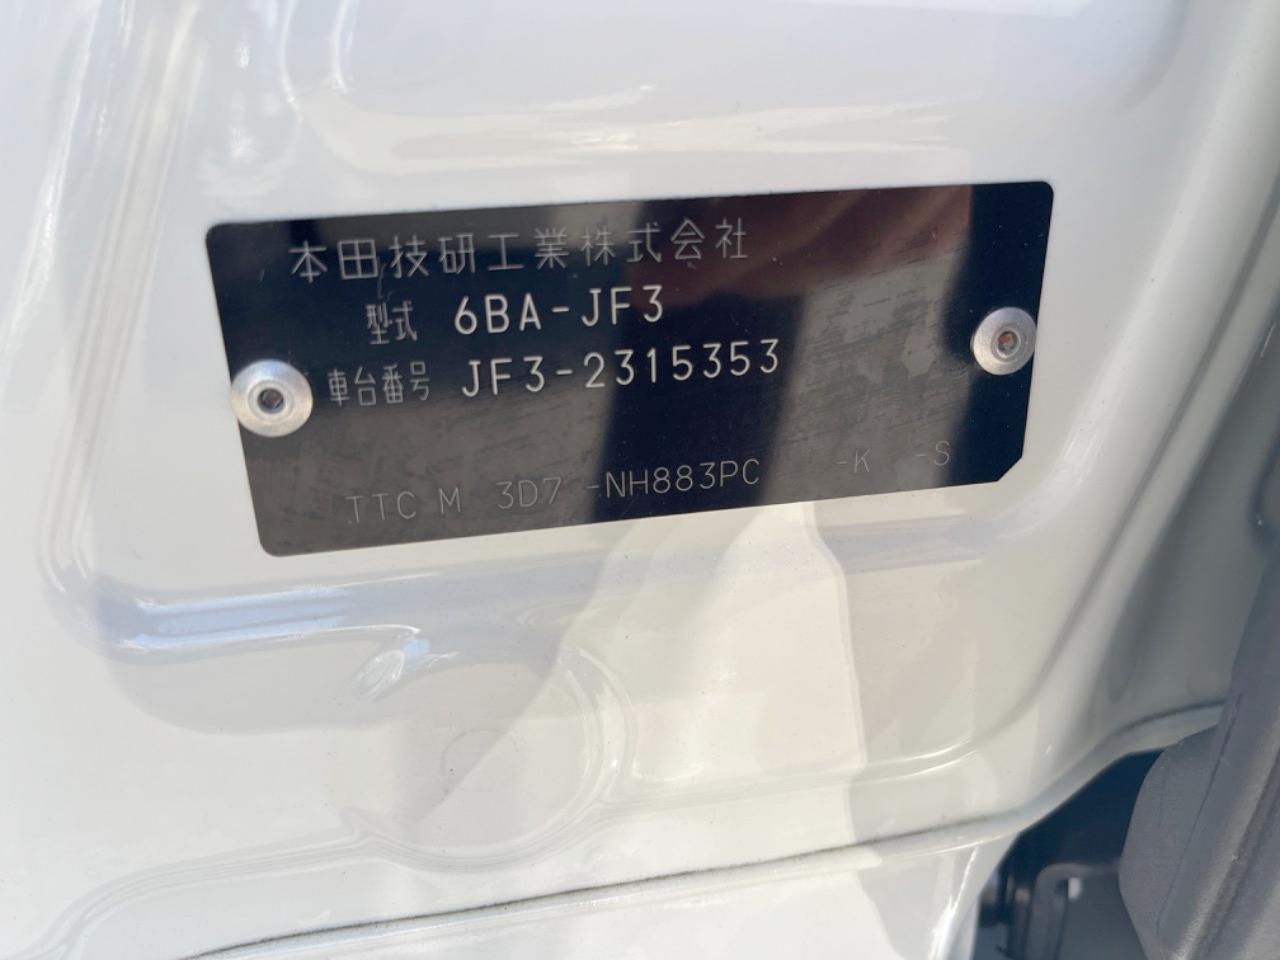 本田技研工業株式会社
型式 6BA-JF3
車台番号 JF3-2315353
TTC M 3D7 -NH883PC -K -S